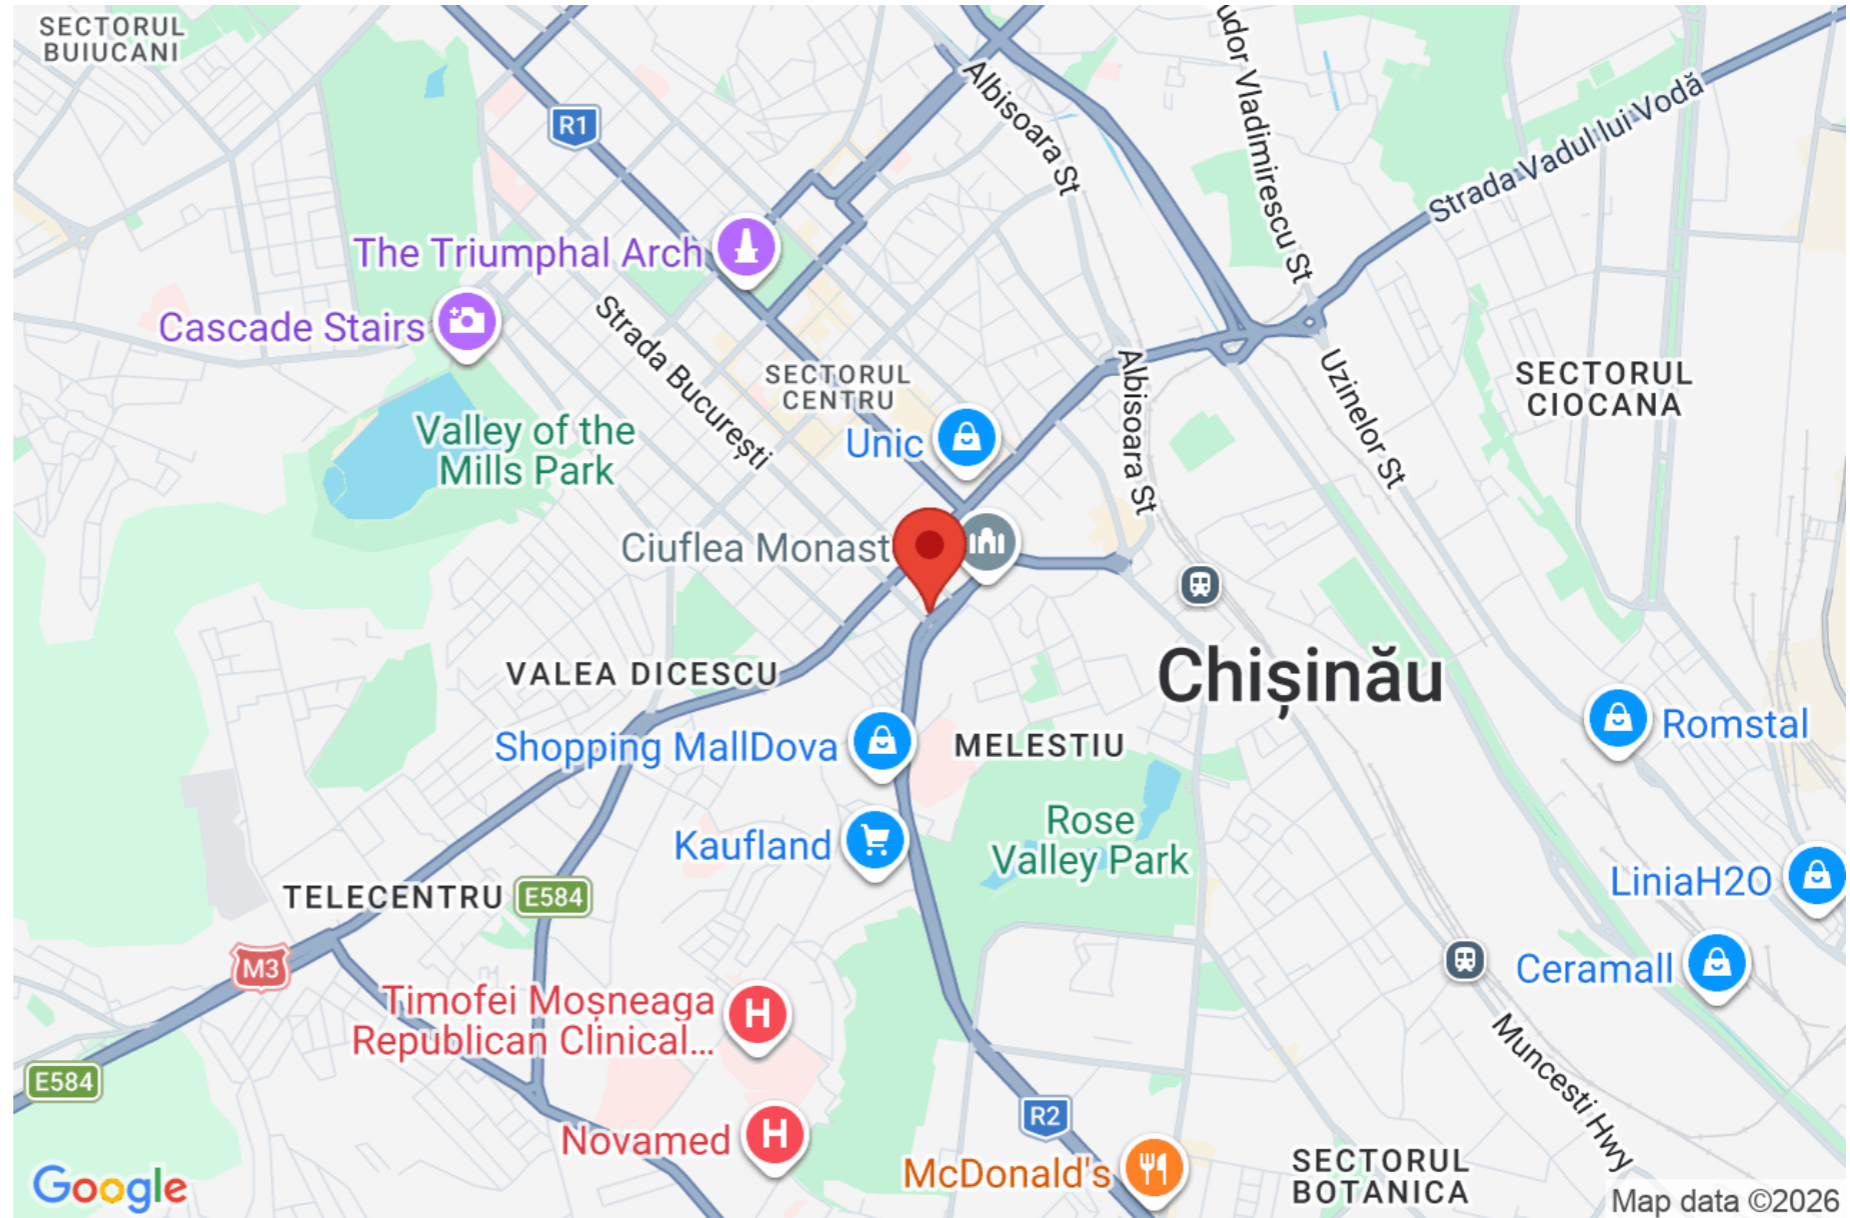 SECTORUL
BUIUCANI
R1
Albisoara St
udor Vladimirescu St
Strada Vadul lui Vodă
The Triumphal Arch
Cascade Stairs
Strada București
SECTORUL
CENTRU
Albisoara St
Uzinelor St
SECTORUL
CIOCANA
Valley of the
Mills Park
Unic
Ciuflea Monast
VALEA DICESCU
Chișinău
Shopping MallDova
MELESTIU
Romstal
Kaufland
Rose
Valley Park
TELECENTRU
E584
LiniaH2O
M3
Ceramall
Timofei Moșneaga
Republican Clinical...
H
Muncesti Hwy
E584
R2
Novamed
H
McDonald's
SECTORUL
BOTANICA
Google
Map data ©2026